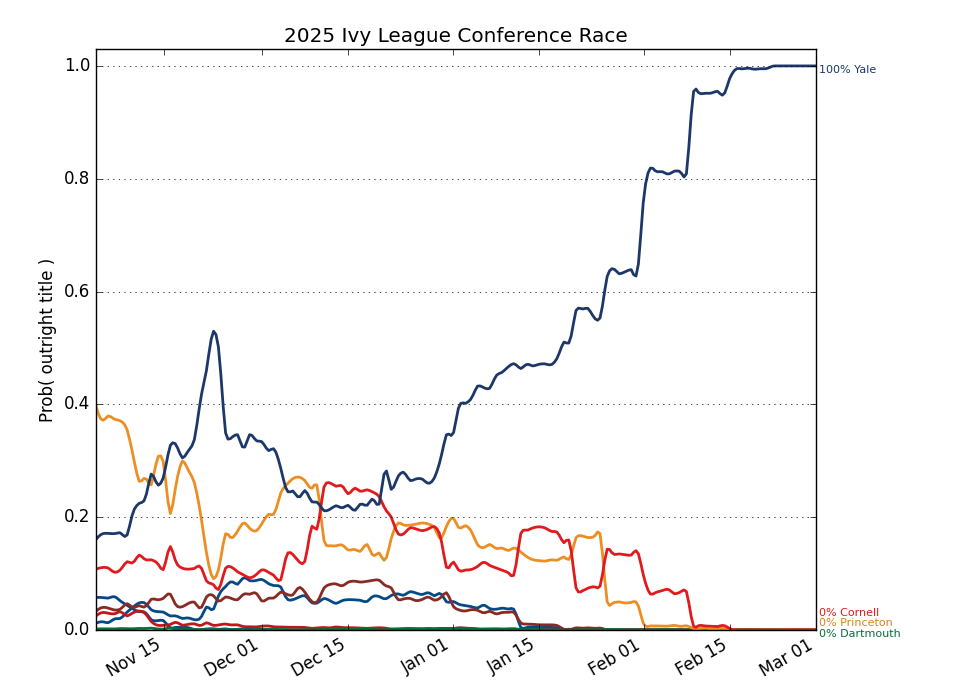 2025 Ivy League Conference Race
Prob( outright title )
1.0
0.8
0.6
0.4
0.2
0.0
100% Yale
0% Cornell
0% Princeton
0% Dartmouth
Nov 15
Dec 01
Dec 15
Jan 01
Jan 15
Feb 01
Feb 15
Mar 01